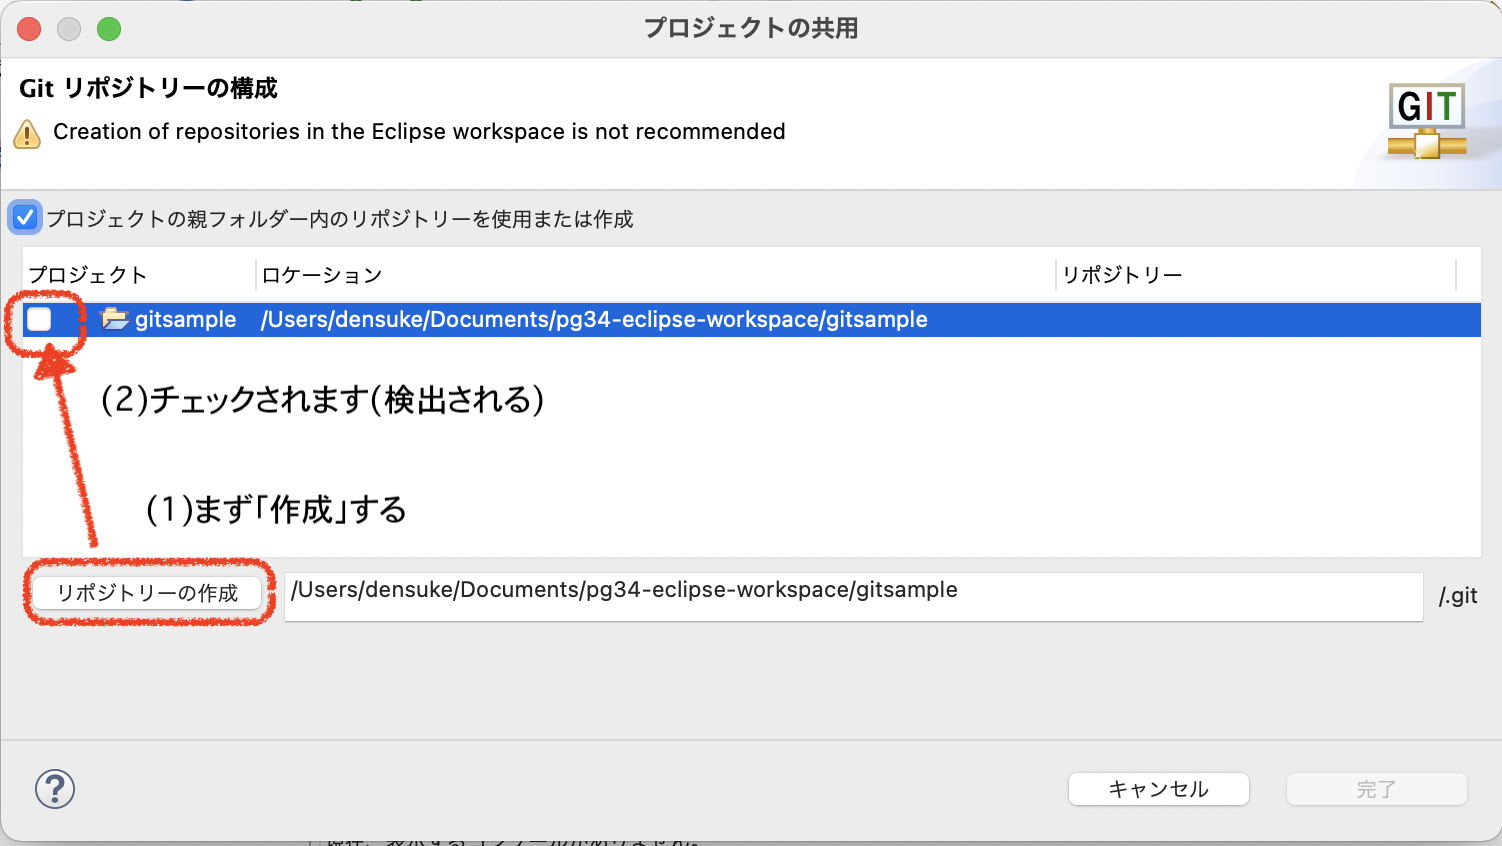 プロジェクトの共用
Git リポジトリーの構成
Creation of repositories in the Eclipse workspace is not recommended
GIT
プロジェクトの親フォルダー内のリポジトリーを使用または作成
プロジェクト ロケーション リポジトリー
gitsample /Users/densuke/Documents/pg34-eclipse-workspace/gitsample
(2)チェックされます(検出される)
(1)まず「作成」する
リポジトリーの作成 /Users/densuke/Documents/pg34-eclipse-workspace/gitsample /.git
? キャンセル 完了